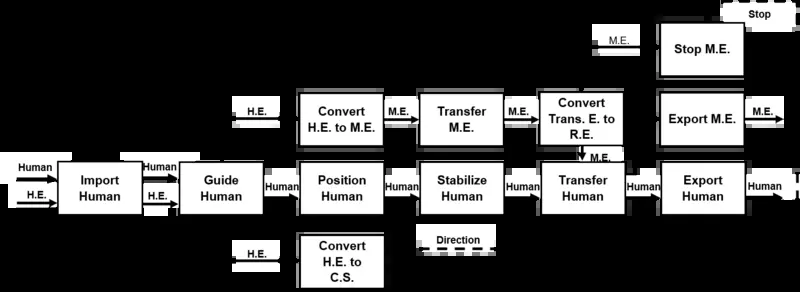 Stop
M.E.
Stop M.E.
H.E.
Convert
H.E. to M.E.
M.E.
Transfer
M.E.
M.E.
Convert
Trans. E. to
R.E.
Export M.E.
M.E.
M.E.
Human
H.E.
Import
Human
Human
H.E.
Guide
Human
Human
Position
Human
Human
Stabilize
Human
Human
Transfer
Human
Human
Export
Human
Human
H.E.
Convert
H.E. to
C.S.
Direction